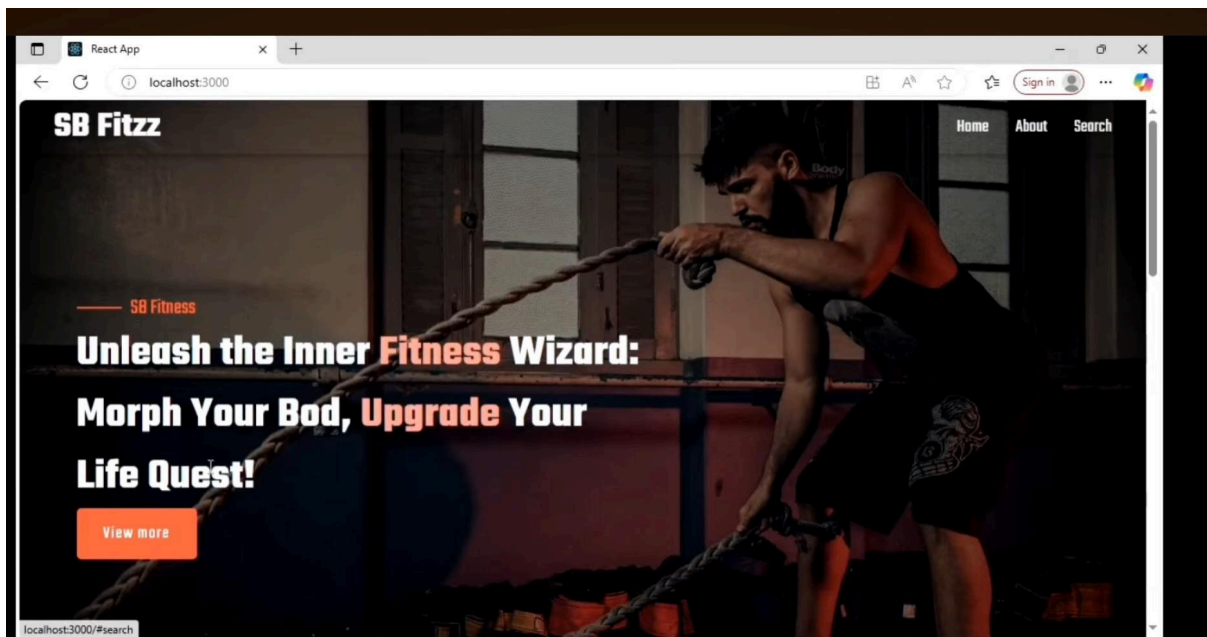 React App
localhost:3000
Sign in
SB Fitzz
Home About Search
Body
SB Fitness
Unleash the Inner Fitness Wizard:
Morph Your Bod, Upgrade Your
Life Quest!
View more
localhost:3000/#search